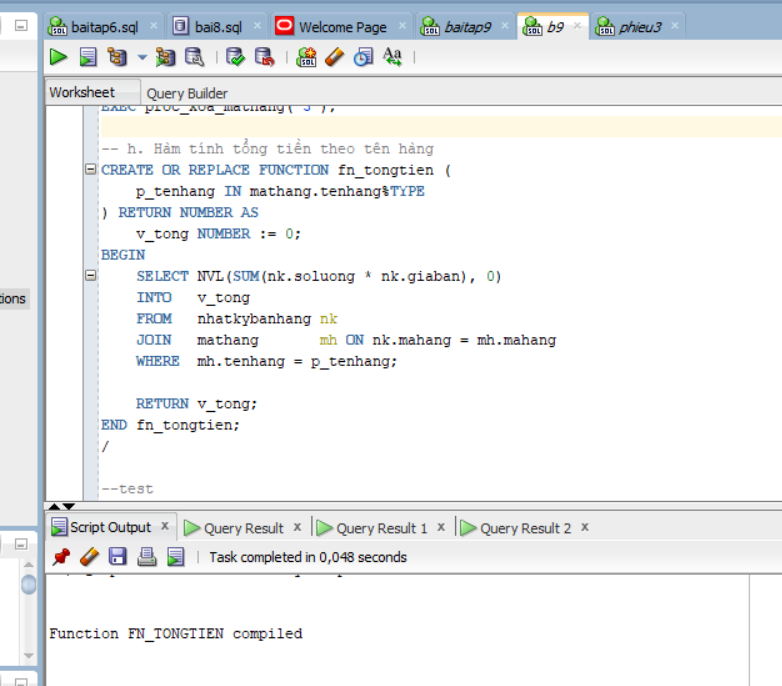 baitap6.sql
bai8.sql
Welcome Page
baitap9
b9
phieu3
Worksheet
Query Builder
EXEC proc_xoa_mathang('3');
-- h. Hàm tính tổng tiền theo tên hàng
CREATE OR REPLACE FUNCTION fn_tongtien (
p_tenhang IN mathang.tenhang%TYPE
) RETURN NUMBER AS
v_tong NUMBER := 0;
BEGIN
SELECT NVL(SUM(nk.soluong * nk.giaban), 0)
INTO v_tong
FROM nhatkybanhang nk
JOIN mathang mh ON nk.mahang = mh.mahang
WHERE mh.tenhang = p_tenhang;
RETURN v_tong;
END fn_tongtien;
/
--test
tions
Script Output
Query Result
Query Result 1
Query Result 2
Task completed in 0,048 seconds
Function FN_TONGTIEN compiled